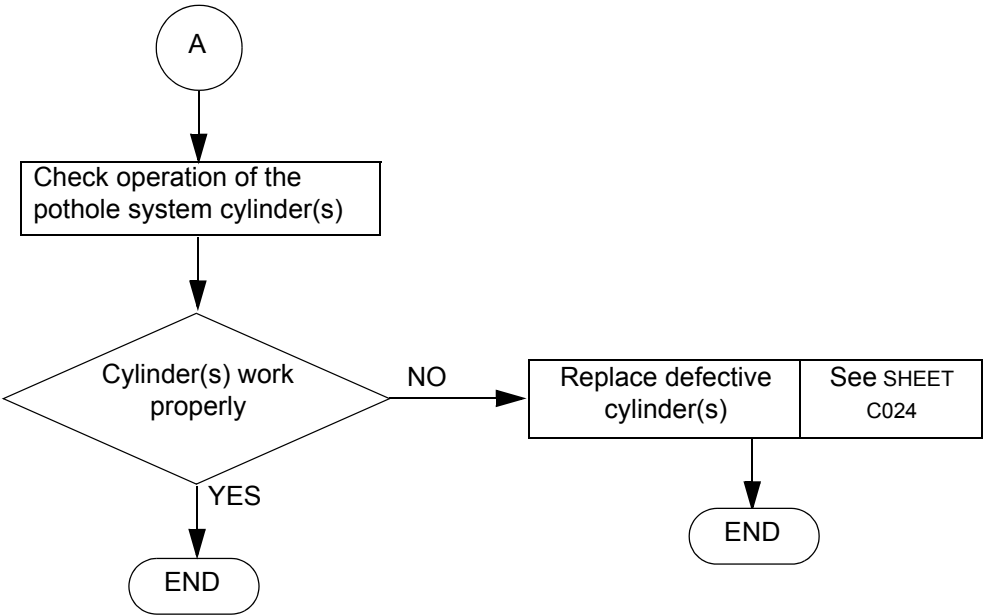 A
Check operation of the
pothole system cylinder(s)
Cylinder(s) work
properly
NO
Replace defective
cylinder(s)
See SHEET
C024
YES
END
END